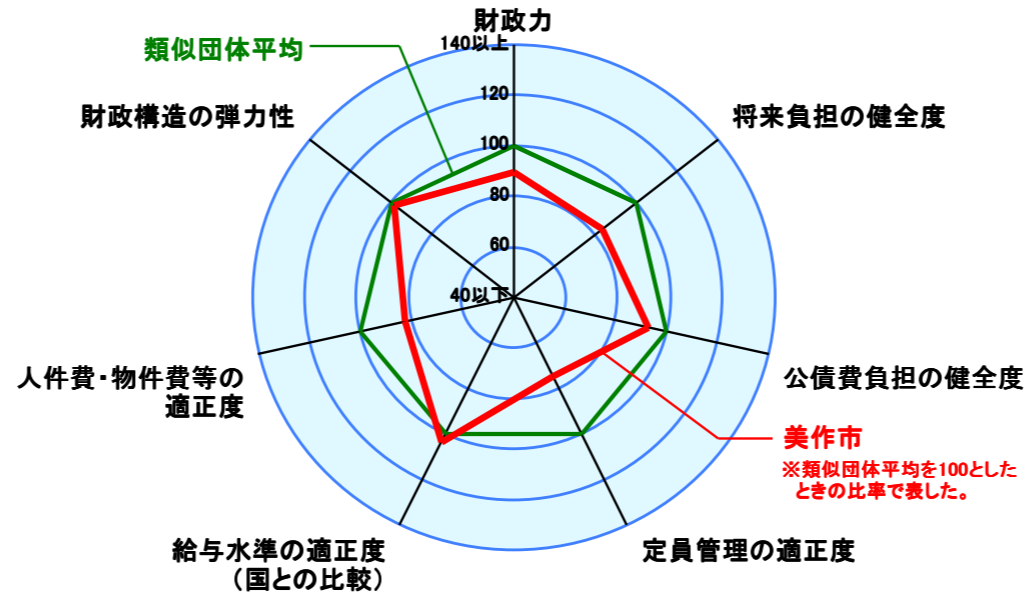 財政力
140以上
類似団体平均
120
財政構造の弾力性
将来負担の健全度
100
80
60
40以下
人件費・物件費等の
適正度
公債費負担の健全度
美作市
※類似団体平均を100とした
ときの比率で表した。
給与水準の適正度
（国との比較）
定員管理の適正度